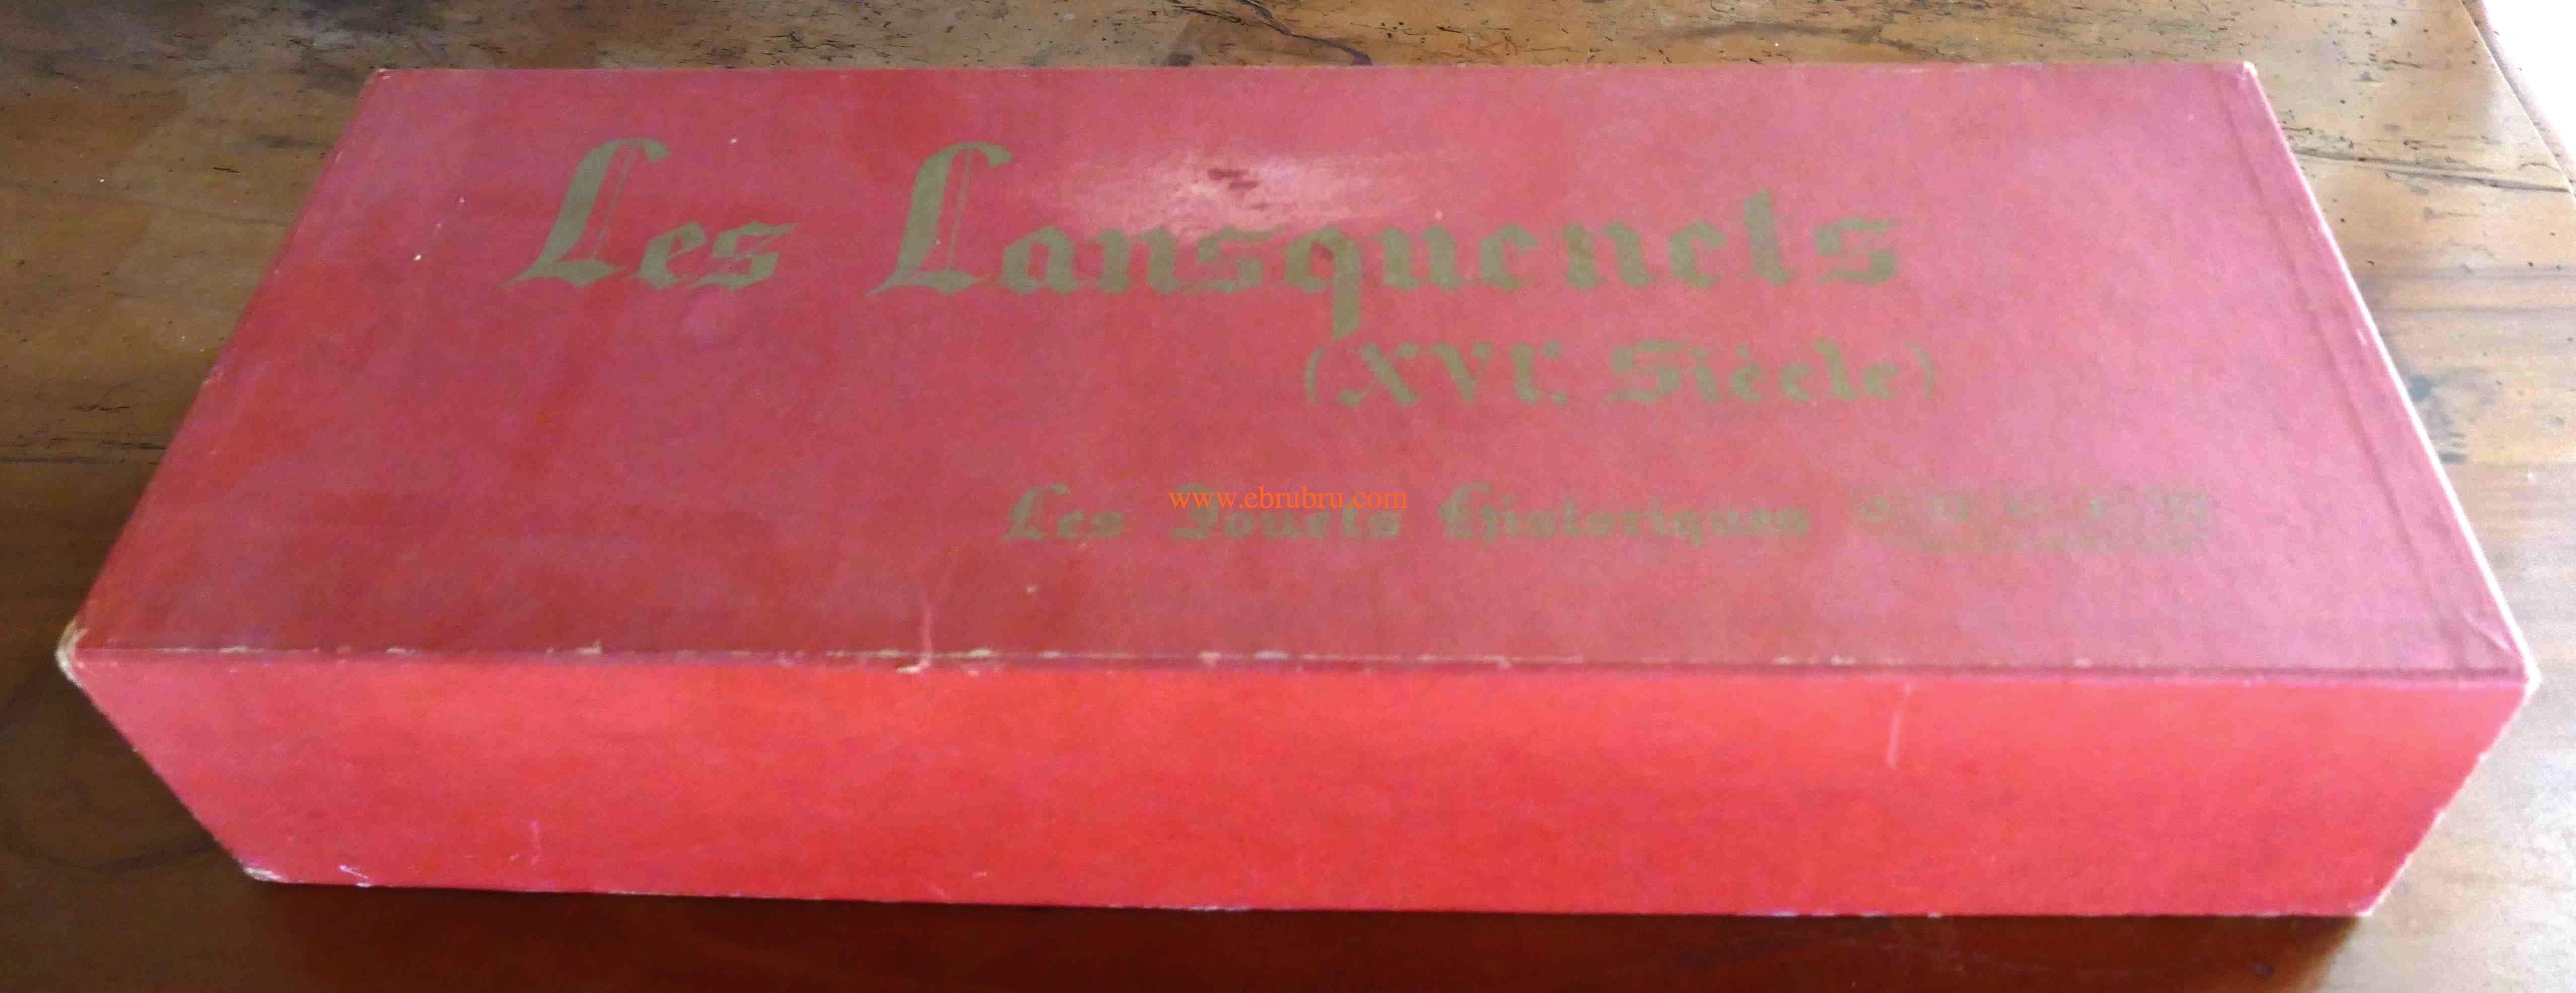 Les Lansquenets
(XVIe. Siècle)
www.ebrubru.com
Les Jouets Historiques